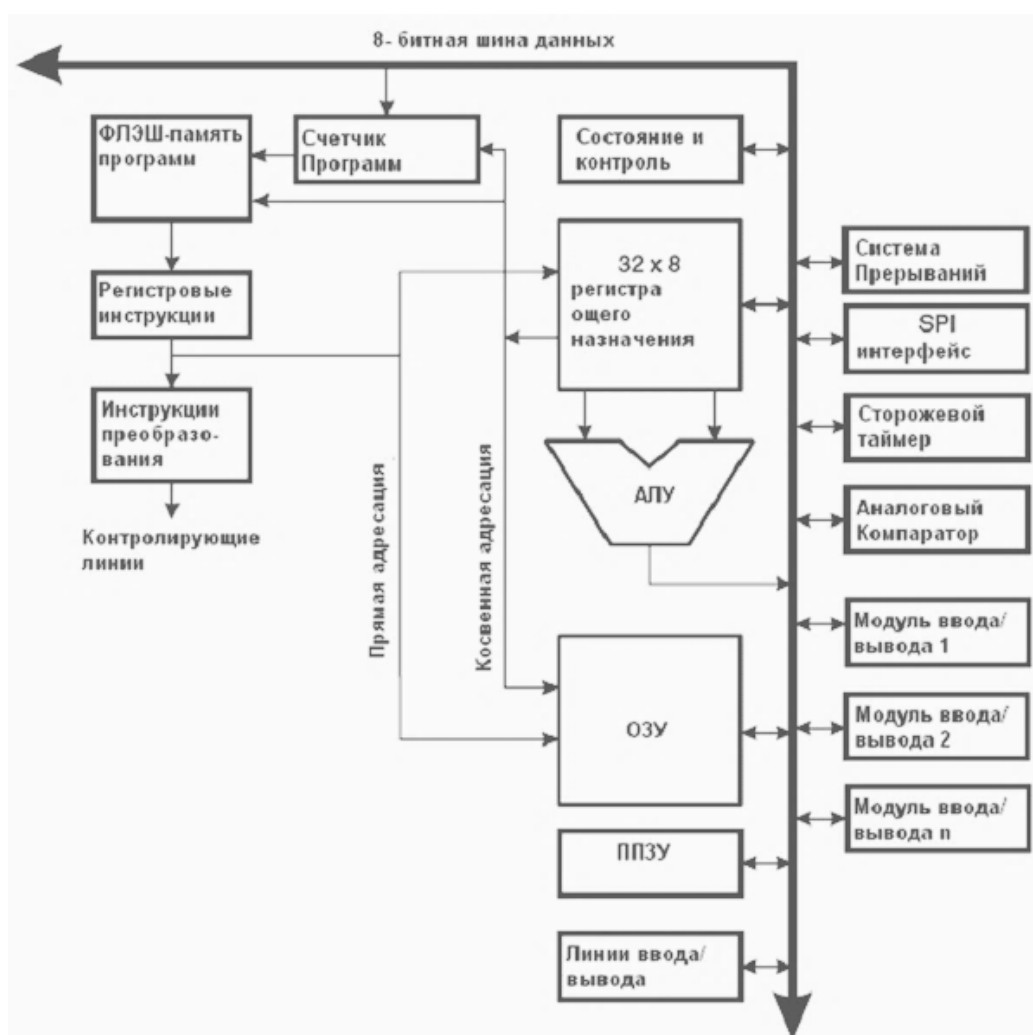 8- битная шина данных
ФЛЭШ-память
программ
Счетчик
Программ
Состояние и
контроль
32 x 8
регистра
ощего
назначения
Система
Прерываний
SPI
интерфейс
Регистровые
инструкции
Инструкции
преобразо-
вания
Контролирующие
линии
Прямая адресация
Косвенная адресация
АЛУ
Сторожевой
таймер
Аналоговый
Компаратор
Модуль ввода/
вывода 1
ОЗУ
Модуль ввода/
вывода 2
Модуль ввода/
вывода n
ППЗУ
Линии ввода/
вывода